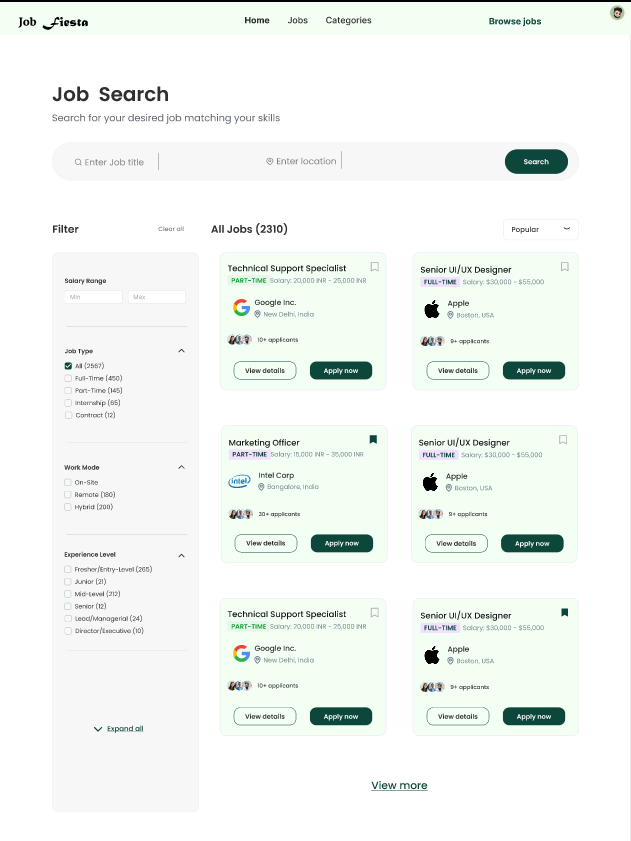 Job Fiesta
Home Jobs Categories
Browse jobs
Job Search
Search for your desired job matching your skills
Enter Job title
Enter location
Search
Filter
Clear all
Salary Range
Min
Max
Job Type
All (2567)
Full-Time (450)
Part-Time (145)
Internship (65)
Contract (12)
Work Mode
On-Site
Remote (180)
Hybrid (200)
Experience Level
Fresher/Entry-Level (265)
Junior (21)
Mid-Level (212)
Senior (12)
Lead/Managerial (24)
Director/Executive (10)
Expand all
All Jobs (2310)
Popular
Technical Support Specialist
PART-TIME Salary: 20,000 INR - 25,000 INR
Google Inc.
New Delhi, India
10+ applicants
View details
Apply now
Senior UI/UX Designer
FULL-TIME Salary: $30,000 - $55,000
Apple
Boston, USA
9+ applicants
View details
Apply now
Marketing Officer
PART-TIME Salary: 15,000 INR - 35,000 INR
intel
Intel Corp
Bangalore, India
30+ applicants
View details
Apply now
Senior UI/UX Designer
FULL-TIME Salary: $30,000 - $55,000
Apple
Boston, USA
9+ applicants
View details
Apply now
Technical Support Specialist
PART-TIME Salary: 20,000 INR - 25,000 INR
Google Inc.
New Delhi, India
10+ applicants
View details
Apply now
Senior UI/UX Designer
FULL-TIME Salary: $30,000 - $55,000
Apple
Boston, USA
9+ applicants
View details
Apply now
View more